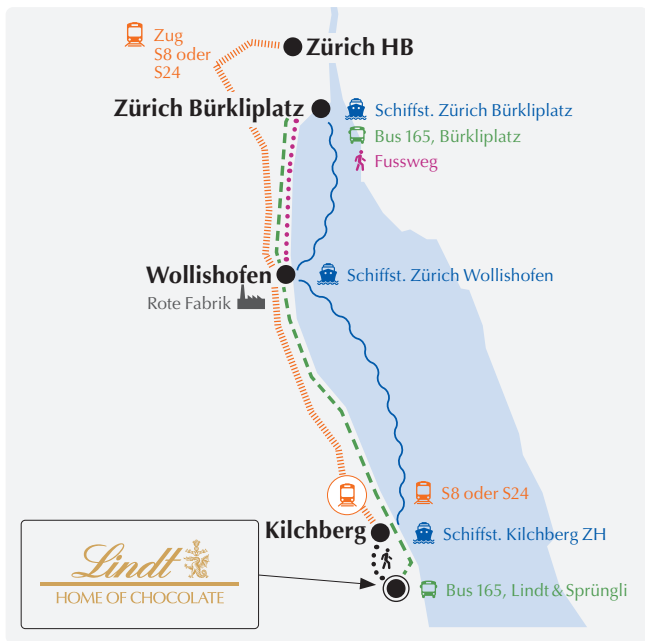 Zug
S8 oder
S24
Zürich HB
Zürich Bürkliplatz
Schiffst. Zürich Bürkliplatz
Bus 165, Bürkliplatz
Fussweg
Wollishofen
Schiffst. Zürich Wollishofen
Rote Fabrik
S8 oder S24
Kilchberg
Schiffst. Kilchberg ZH
Lindt
HOME OF CHOCOLATE
Bus 165, Lindt & Sprüngli